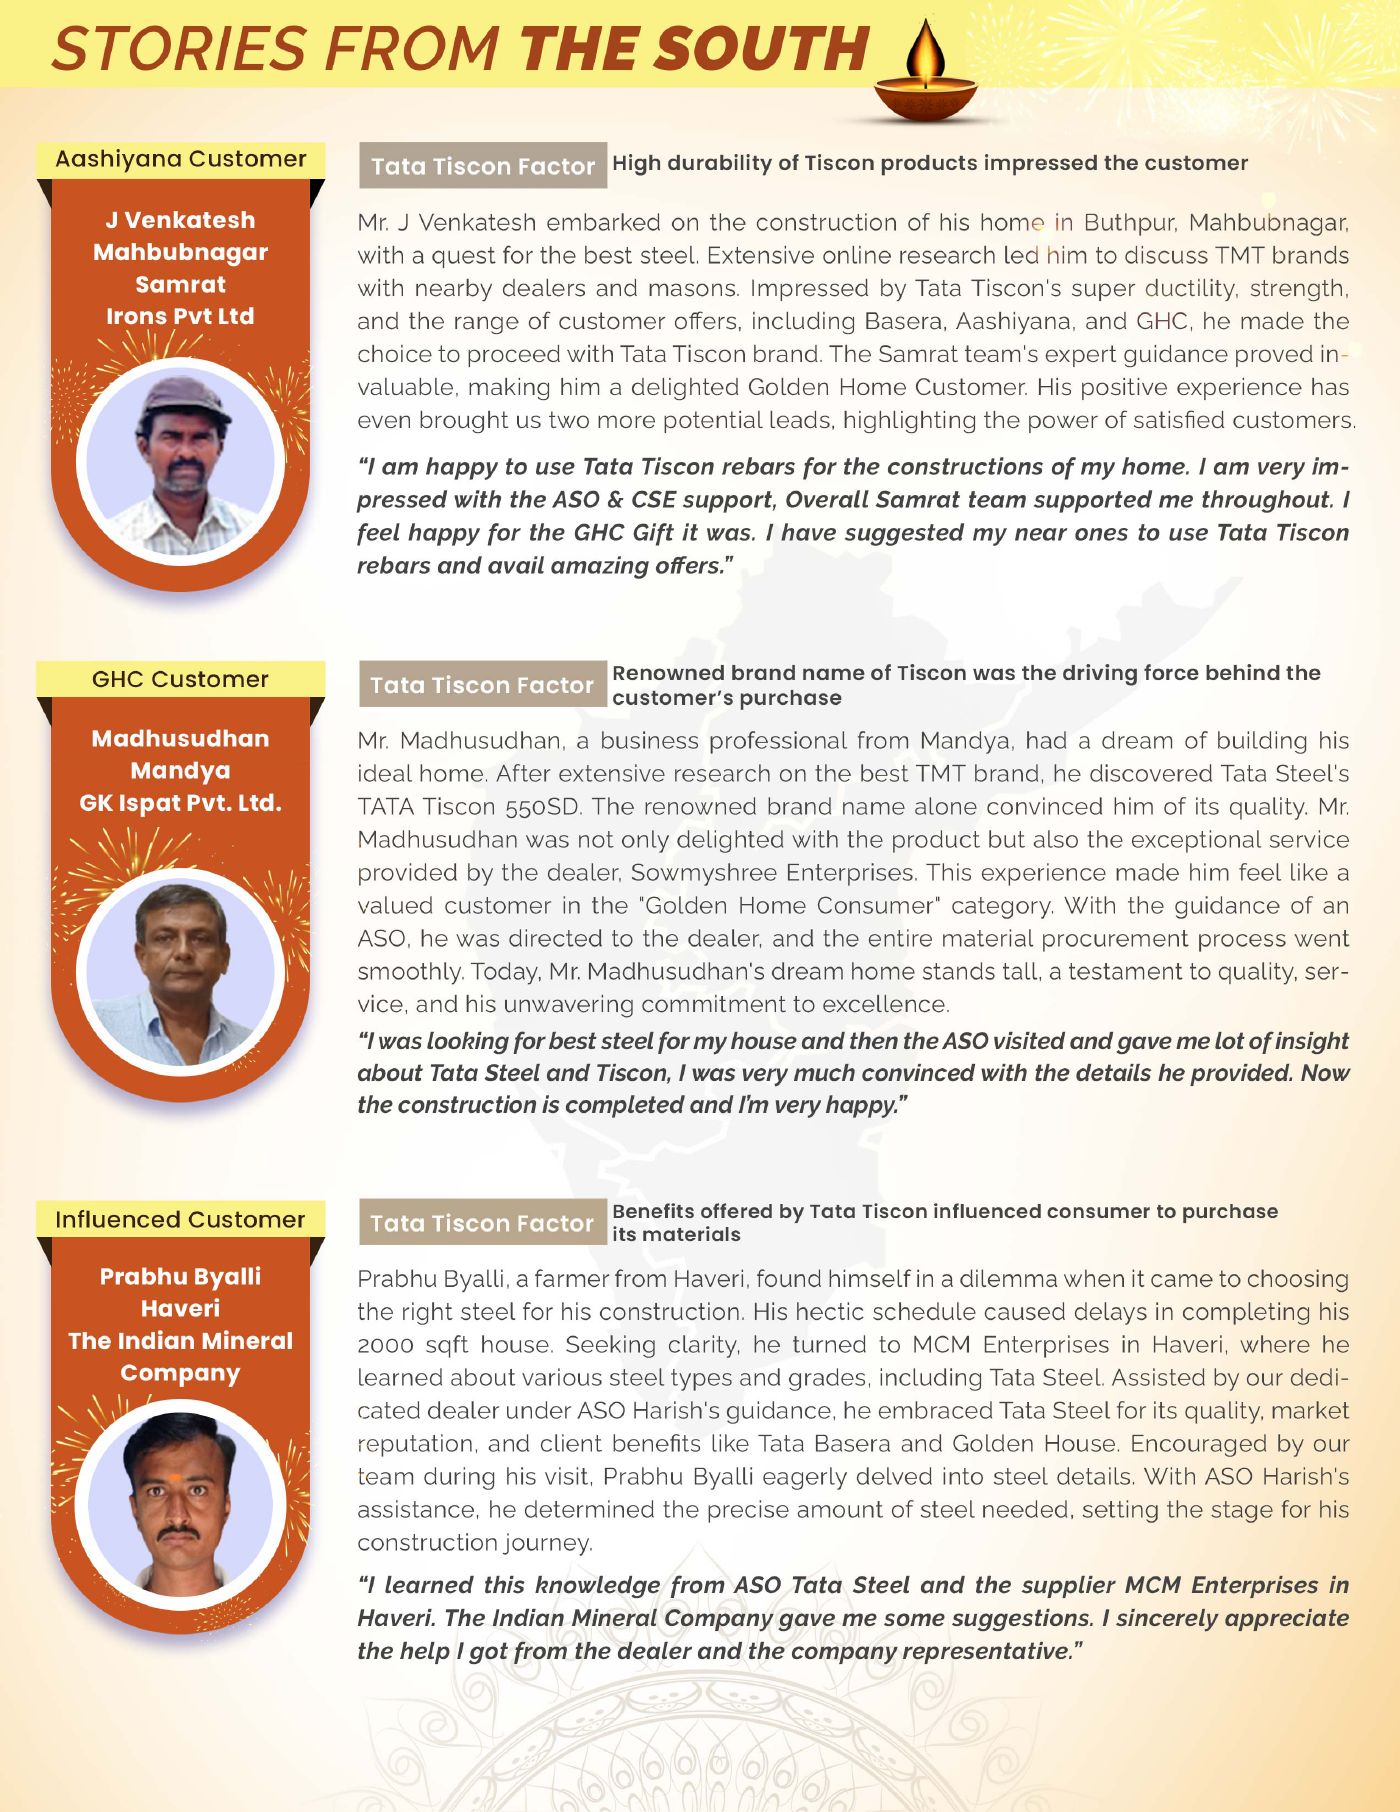 STORIES FROM THE SOUTH
Aashiyana Customer
J Venkatesh
Mahbubnagar
Samrat
Irons Pvt Ltd
Tata Tiscon Factor
High durability of Tiscon products impressed the customer
Mr. J Venkatesh embarked on the construction of his home in Buthpur, Mahbubnagar,
with a quest for the best steel. Extensive online research led him to discuss TMT brands
with nearby dealers and masons. Impressed by Tata Tiscon's super ductility, strength,
and the range of customer offers, including Basera, Aashiyana, and GHC, he made the
choice to proceed with Tata Tiscon brand. The Samrat team's expert guidance proved in-
valuable, making him a delighted Golden Home Customer. His positive experience has
even brought us two more potential leads, highlighting the power of satisfied customers.
“I am happy to use Tata Tiscon rebars for the constructions of my home. I am very im-
pressed with the ASO & CSE support, Overall Samrat team supported me throughout. I
feel happy for the GHC Gift it was. I have suggested my near ones to use Tata Tiscon
rebars and avail amazing offers.”
GHC Customer
Madhusudhan
Mandya
GK Ispat Pvt. Ltd.
Tata Tiscon Factor
Renowned brand name of Tiscon was the driving force behind the
customer’s purchase
Mr. Madhusudhan, a business professional from Mandya, had a dream of building his
ideal home. After extensive research on the best TMT brand, he discovered Tata Steel's
TATA Tiscon 550SD. The renowned brand name alone convinced him of its quality. Mr.
Madhusudhan was not only delighted with the product but also the exceptional service
provided by the dealer, Sowmyshree Enterprises. This experience made him feel like a
valued customer in the "Golden Home Consumer" category. With the guidance of an
ASO, he was directed to the dealer, and the entire material procurement process went
smoothly. Today, Mr. Madhusudhan's dream home stands tall, a testament to quality, ser-
vice, and his unwavering commitment to excellence.
“I was looking for best steel for my house and then the ASO visited and gave me lot of insight
about Tata Steel and Tiscon, I was very much convinced with the details he provided. Now
the construction is completed and I’m very happy.”
Influenced Customer
Prabhu Byalli
Haveri
The Indian Mineral
Company
Tata Tiscon Factor
Benefits offered by Tata Tiscon influenced consumer to purchase
its materials
Prabhu Byalli, a farmer from Haveri, found himself in a dilemma when it came to choosing
the right steel for his construction. His hectic schedule caused delays in completing his
2000 sqft house. Seeking clarity, he turned to MCM Enterprises in Haveri, where he
learned about various steel types and grades, including Tata Steel. Assisted by our dedi-
cated dealer under ASO Harish's guidance, he embraced Tata Steel for its quality, market
reputation, and client benefits like Tata Basera and Golden House. Encouraged by our
team during his visit, Prabhu Byalli eagerly delved into steel details. With ASO Harish's
assistance, he determined the precise amount of steel needed, setting the stage for his
construction journey.
“I learned this knowledge from ASO Tata Steel and the supplier MCM Enterprises in
Haveri. The Indian Mineral Company gave me some suggestions. I sincerely appreciate
the help I got from the dealer and the company representative.”